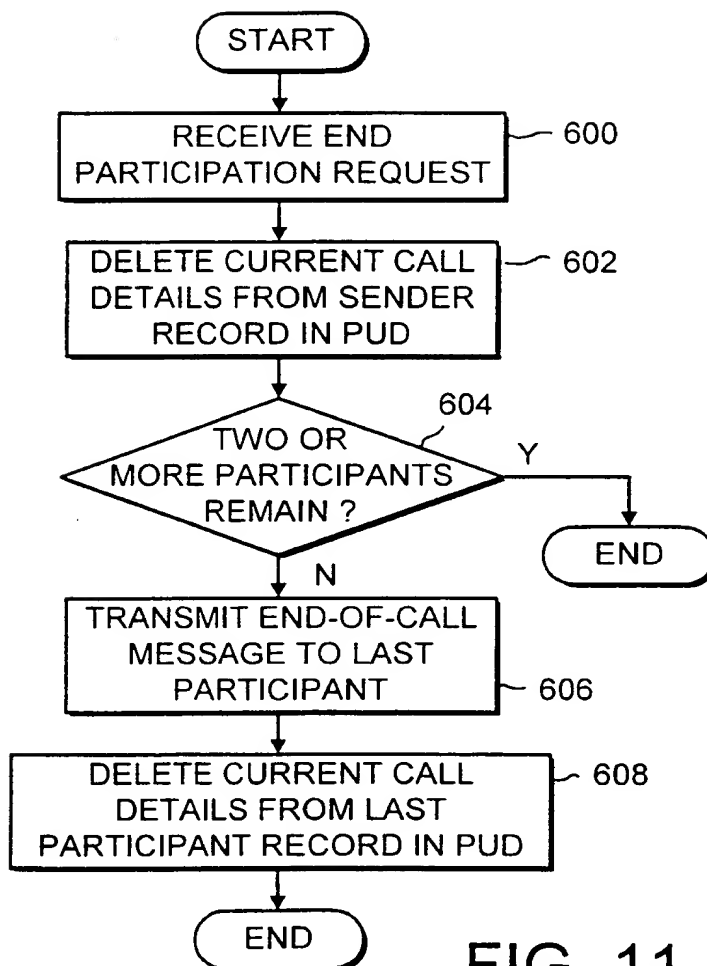 START
RECEIVE END
PARTICIPATION REQUEST
600
DELETE CURRENT CALL
DETAILS FROM SENDER
RECORD IN PUD
602
604
TWO OR
MORE PARTICIPANTS
REMAIN ?
Y
END
N
TRANSMIT END-OF-CALL
MESSAGE TO LAST
PARTICIPANT
606
DELETE CURRENT CALL
DETAILS FROM LAST
PARTICIPANT RECORD IN PUD
608
END
FIG. 11